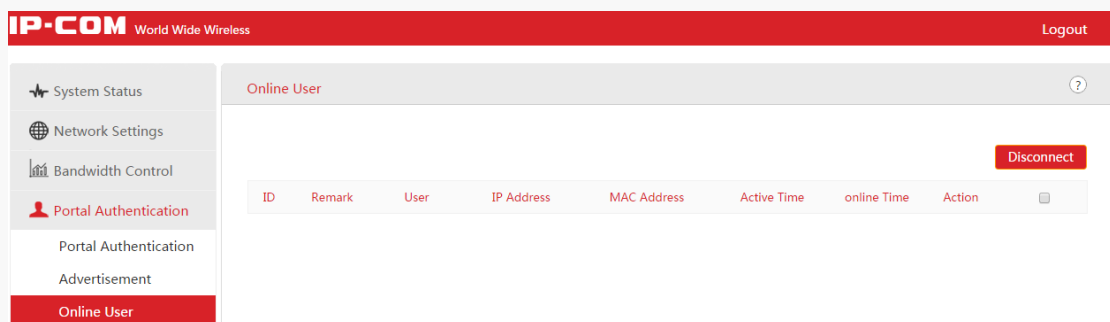 IP-COM World Wide Wireless Logout
System Status
Online User ?
Network Settings
Disconnect
Bandwidth Control
ID Remark User IP Address MAC Address Active Time online Time Action
Portal Authentication
Portal Authentication
Advertisement
Online User